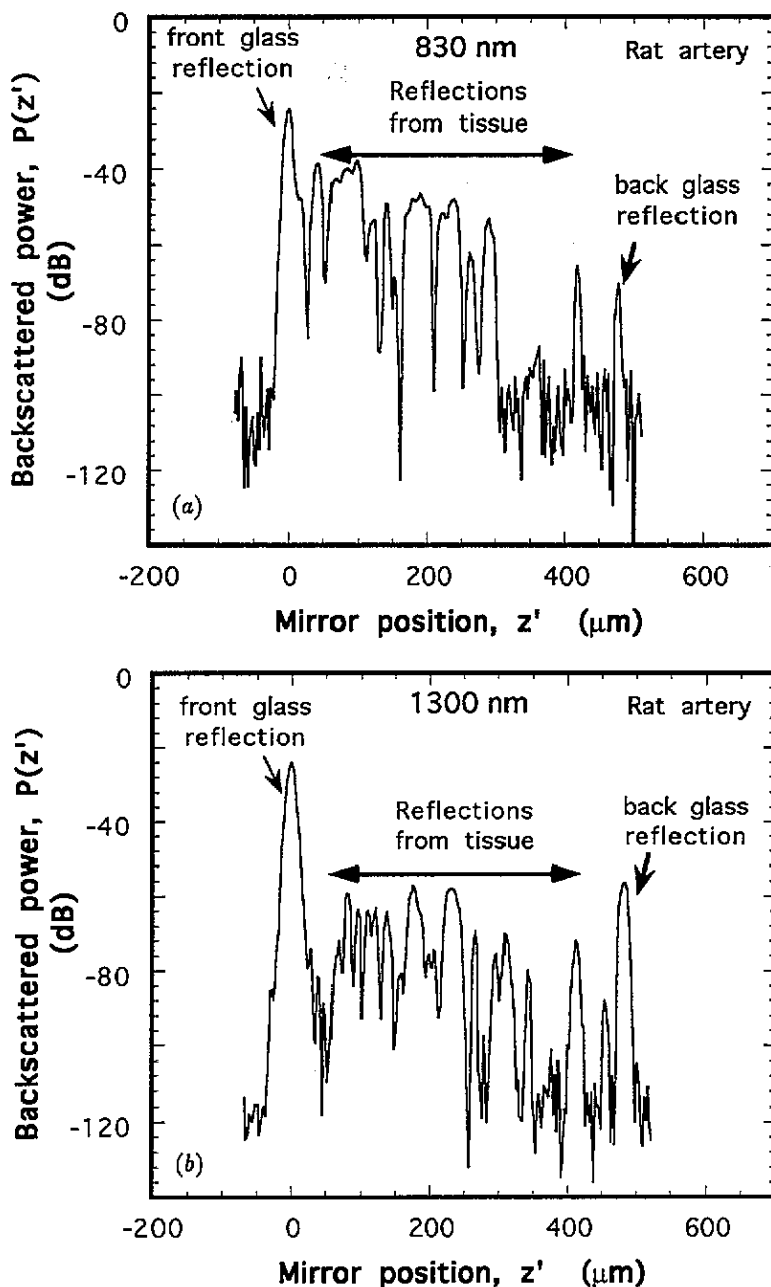 0
-40
-80
-120
Backscattered power, P(z')
(dB)
front glass
reflection
830 nm
Rat artery
Reflections
from tissue
back glass
reflection
(a)
-200
0
200
400
600
Mirror position, z' (μm)
0
-40
-80
-120
Backscattered power, P(z')
(dB)
front glass
reflection
1300 nm
Rat artery
Reflections
from tissue
back glass
reflection
(b)
-200
0
200
400
600
Mirror position, z' (μm)